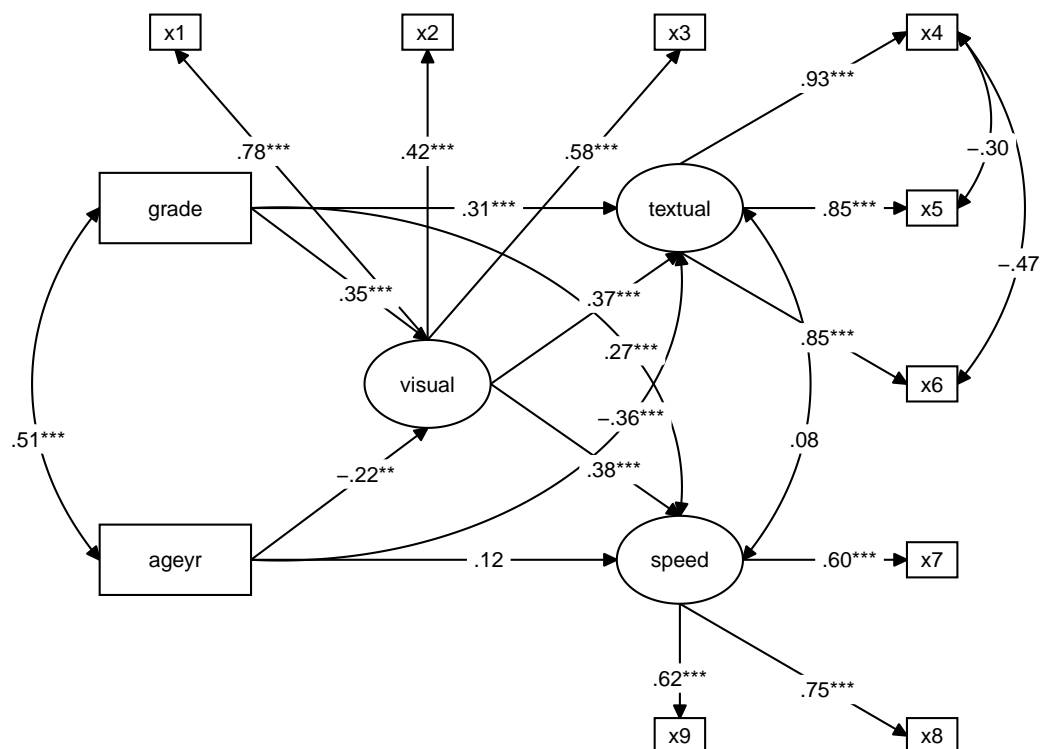 x1
x2
x3
x4
.93***
.78***
.42***
.58***
−.30
grade
.31***
textual
.85***
x5
−.47
.35***
.37***
.85***
.27***
visual
x6
−.36***
.51***
.08
−.22**
.38***
ageyr
.12
speed
.60***
x7
.62***
.75***
x9
x8